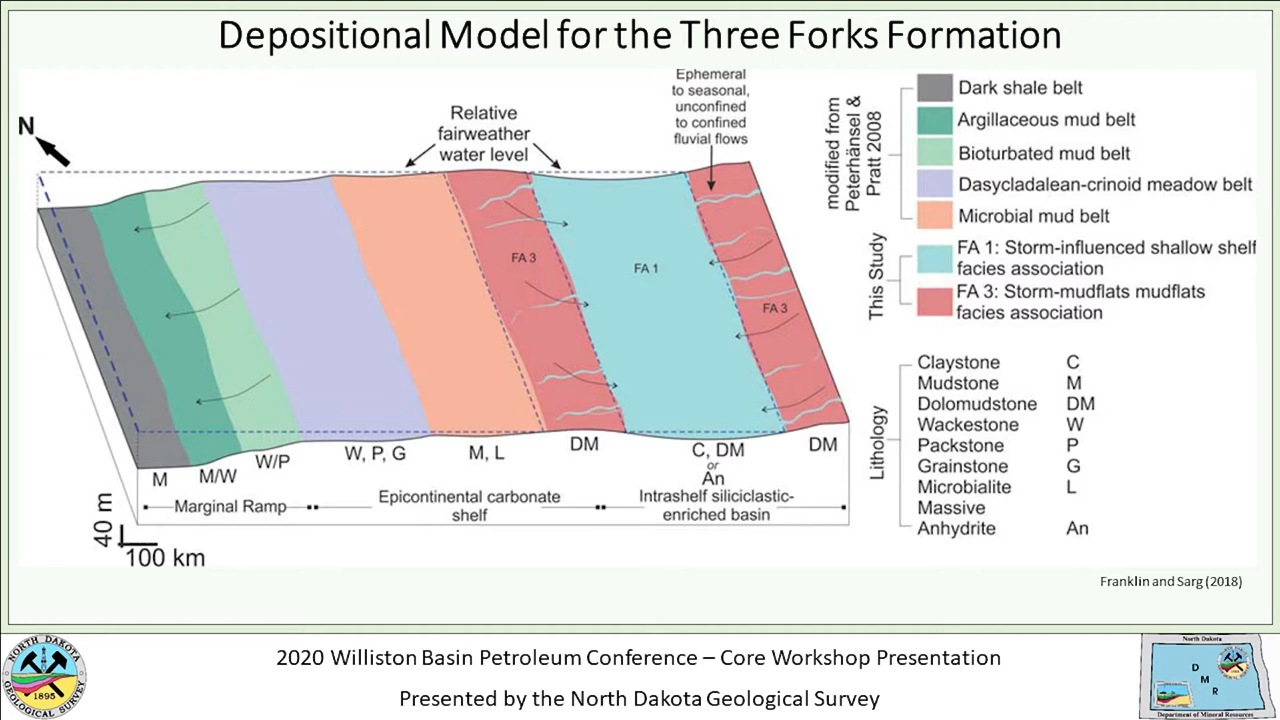 Depositional Model for the Three Forks Formation
N
Relative
fairweather
water level
Ephemeral
to seasonal,
unconfined
to confined
fluvial flows
FA 3
FA 1
FA 3
M
M/W
W/P
W, P, G
M, L
DM
C, DM
or
An
DM
Marginal Ramp
Epicontinental carbonate
shelf
Intrashelf siliciclastic-
enriched basin
40 m
100 km
modified from
Peterhänsel &
Pratt 2008
Dark shale belt
Argillaceous mud belt
Bioturbated mud belt
Dasycladalean-crinoid meadow belt
Microbial mud belt
This Study
FA 1: Storm-influenced shallow shelf
facies association
FA 3: Storm-mudflats mudflats
facies association
Lithology
Claystone C
Mudstone M
Dolomudstone DM
Wackestone W
Packstone P
Grainstone G
Microbialite L
Massive
Anhydrite An
Franklin and Sarg (2018)
2020 Williston Basin Petroleum Conference – Core Workshop Presentation
Presented by the North Dakota Geological Survey
NORTH DAKOTA
GEOLOGICAL SURVEY
1895
North Dakota
D
M
R
Department of Mineral Resources